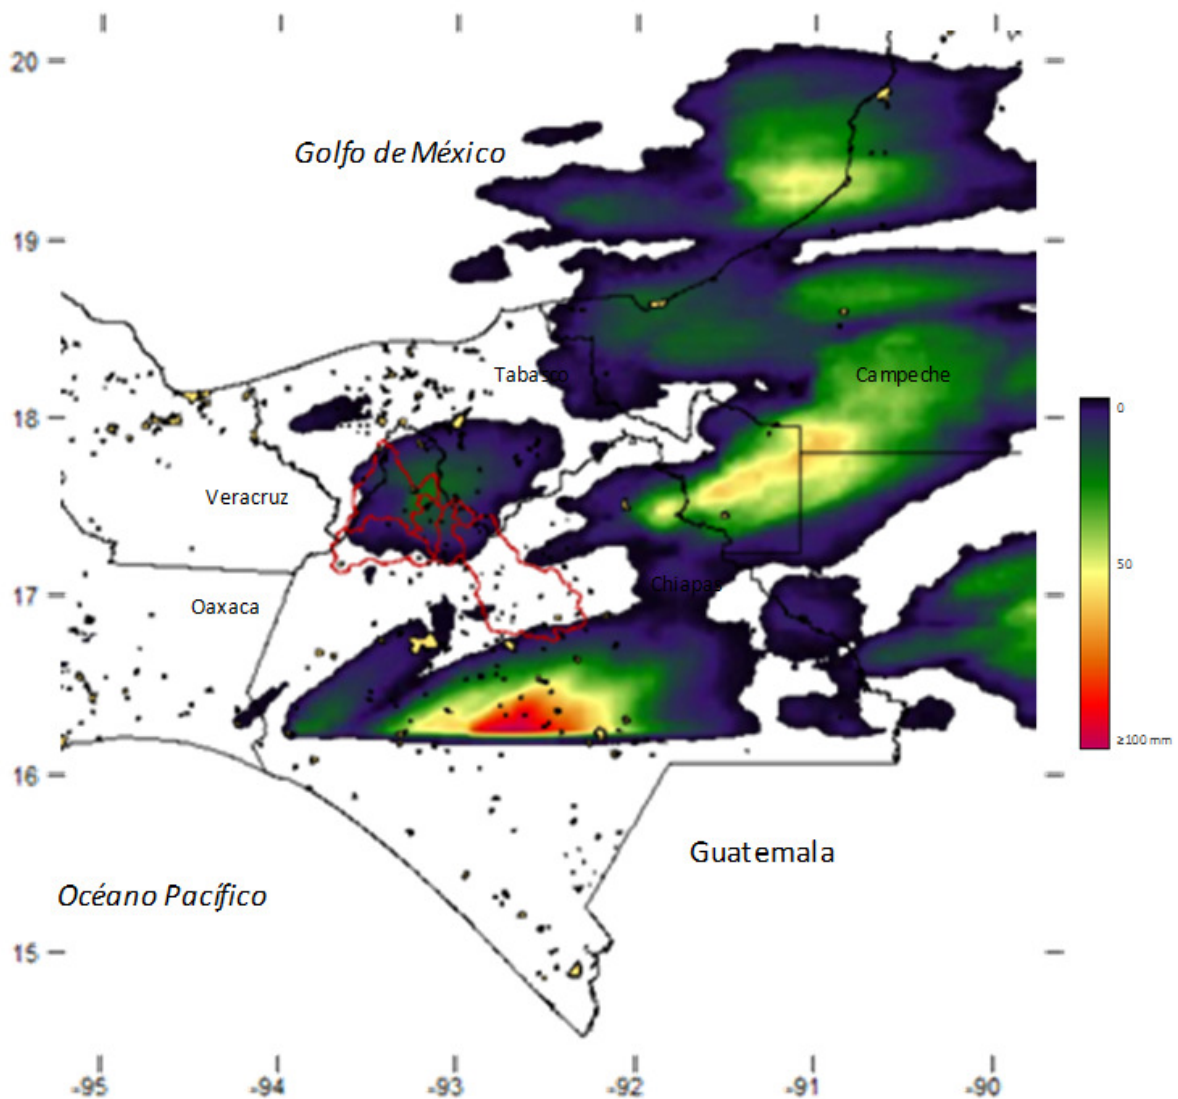 20
Golfo de México
19
Tabasco
Campeche
18
0
Veracruz
50
17
Chiapas
Oaxaca
≥100 mm
16
Guatemala
Océano Pacífico
15
-95
-94
-93
-92
-91
-90